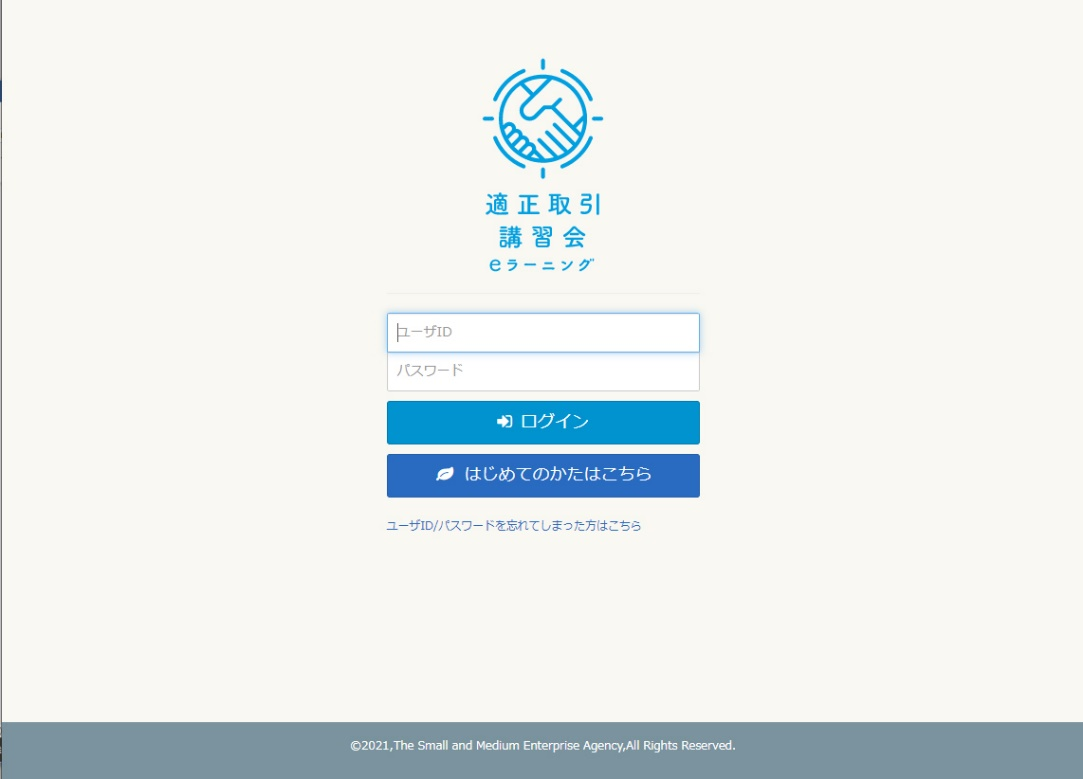 適正取引
講習会
eラーニング
ユーザID
パスワード
ログイン
はじめてのかたはこちら
ユーザID/パスワードを忘れてしまった方はこちら
©2021,The Small and Medium Enterprise Agency,All Rights Reserved.